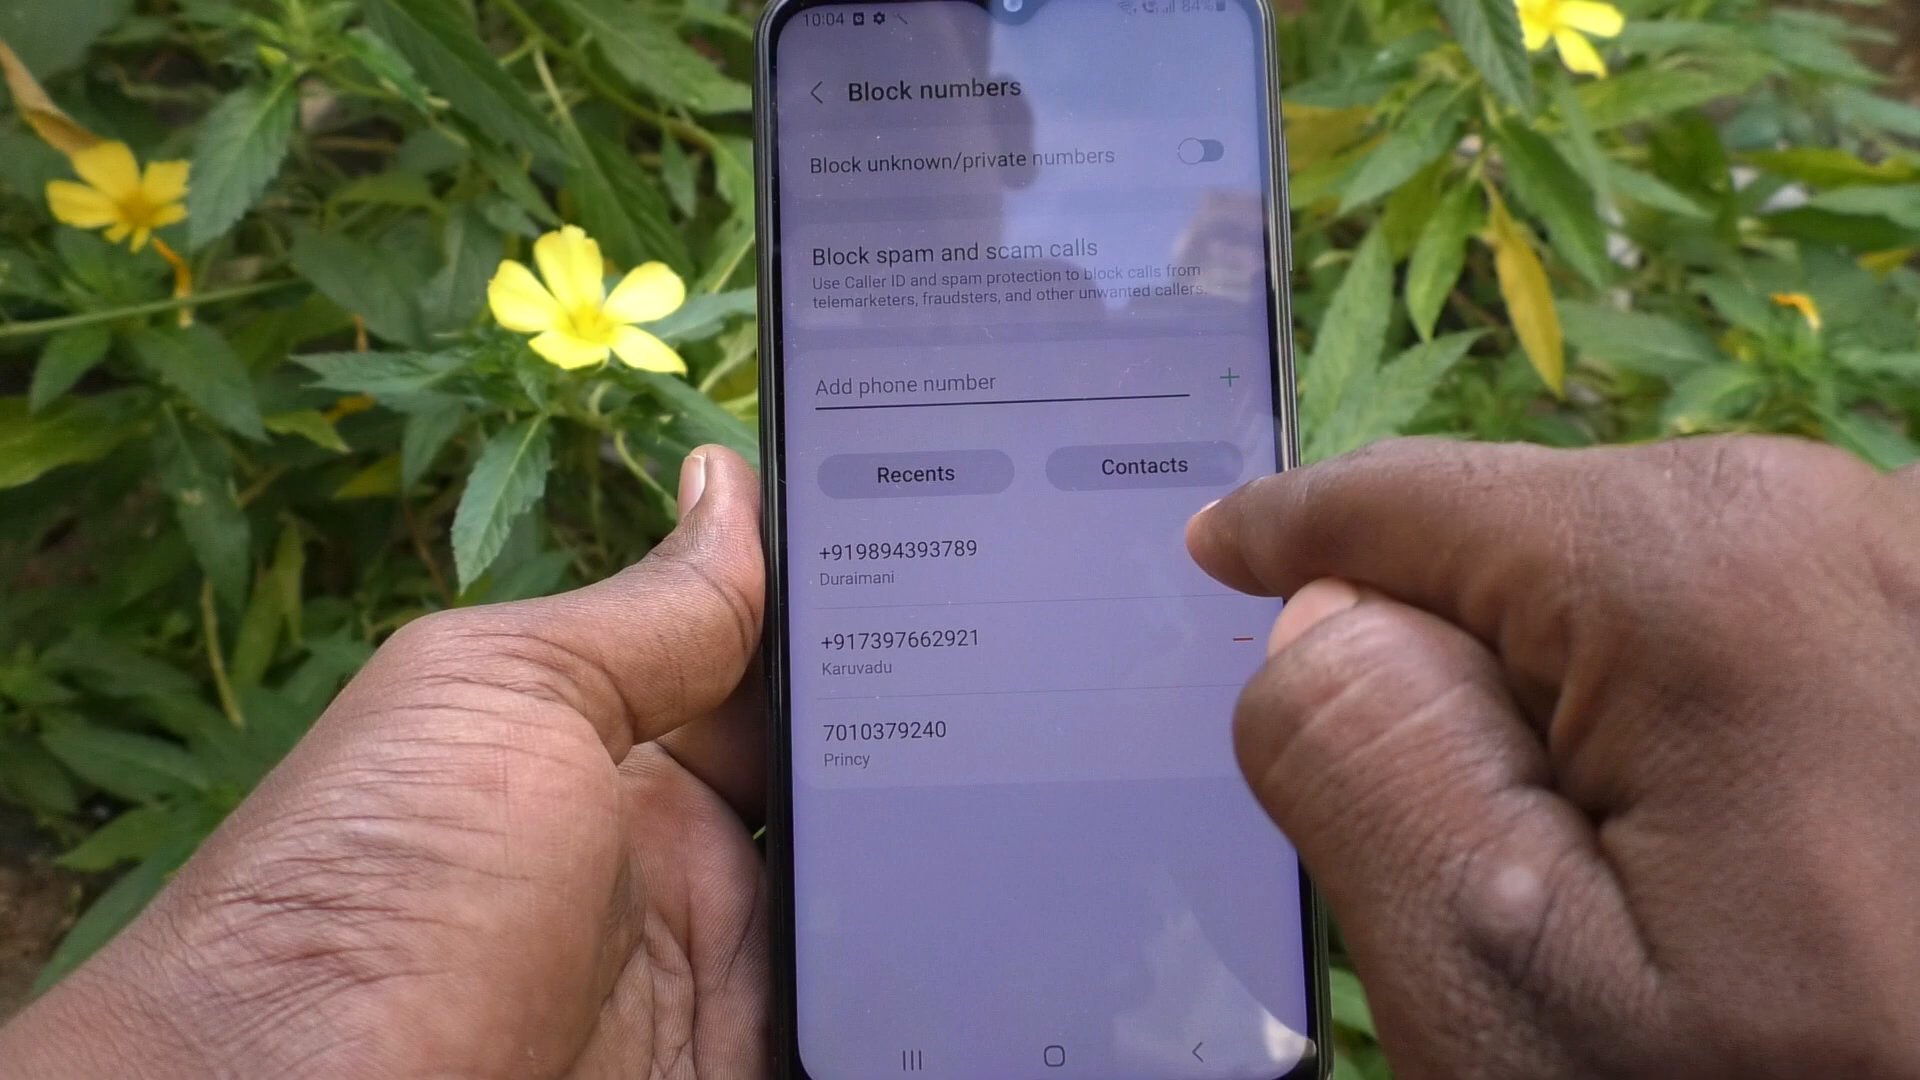 10:04 84%
Block numbers
Block unknown/private numbers
Block spam and scam calls
Use Caller ID and spam protection to block calls from
telemarketers, fraudsters, and other unwanted callers.
Add phone number +
Recents Contacts
+919894393789
Duraimani
+917397662921
Karuvadu
7010379240
Princy